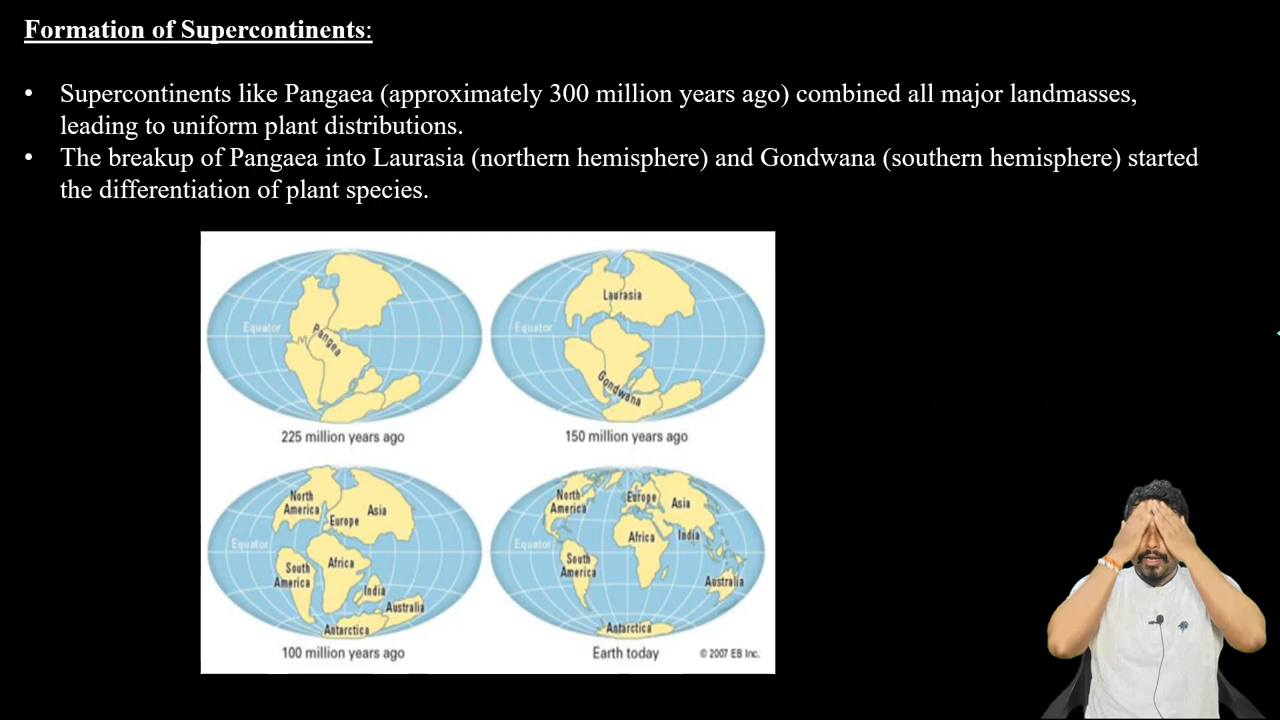 Formation of Supercontinents:
• Supercontinents like Pangaea (approximately 300 million years ago) combined all major landmasses,
leading to uniform plant distributions.
• The breakup of Pangaea into Laurasia (northern hemisphere) and Gondwana (southern hemisphere) started
the differentiation of plant species.
Equator
Pangea
225 million years ago
Laurasia
Equator
Gondwana
150 million years ago
North
America
Asia
Europe
Equator
Africa
South
America
India
Australia
Antarctica
100 million years ago
North
America
Europe
Asia
Equator
Africa
India
South
America
Australia
Antarctica
Earth today
© 2007 EB Inc.